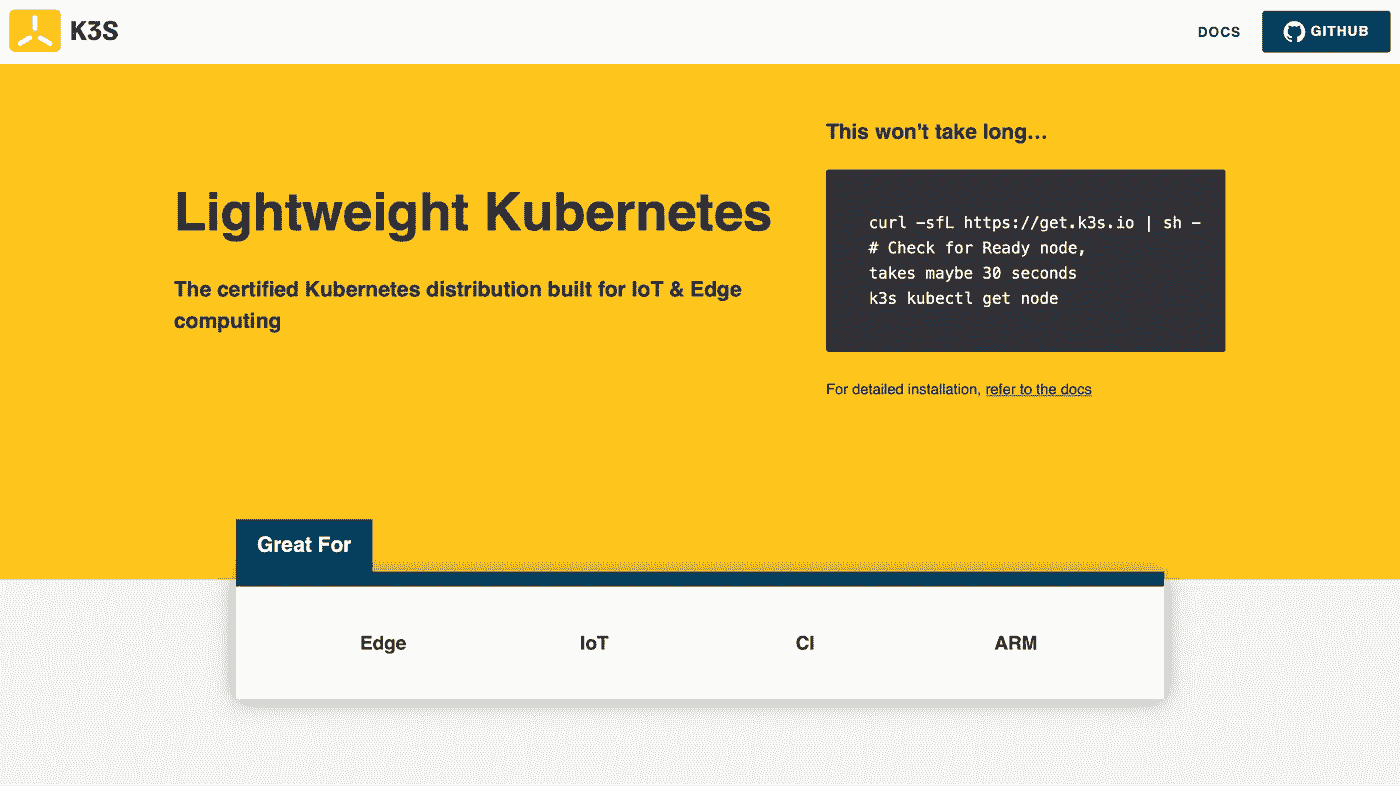 K3S
DOCS
GITHUB
Lightweight Kubernetes
The certified Kubernetes distribution built for IoT & Edge
computing
This won't take long…
curl -sfL https://get.k3s.io | sh -
# Check for Ready node,
takes maybe 30 seconds
k3s kubectl get node
For detailed installation, refer to the docs
Great For
Edge
IoT
CI
ARM